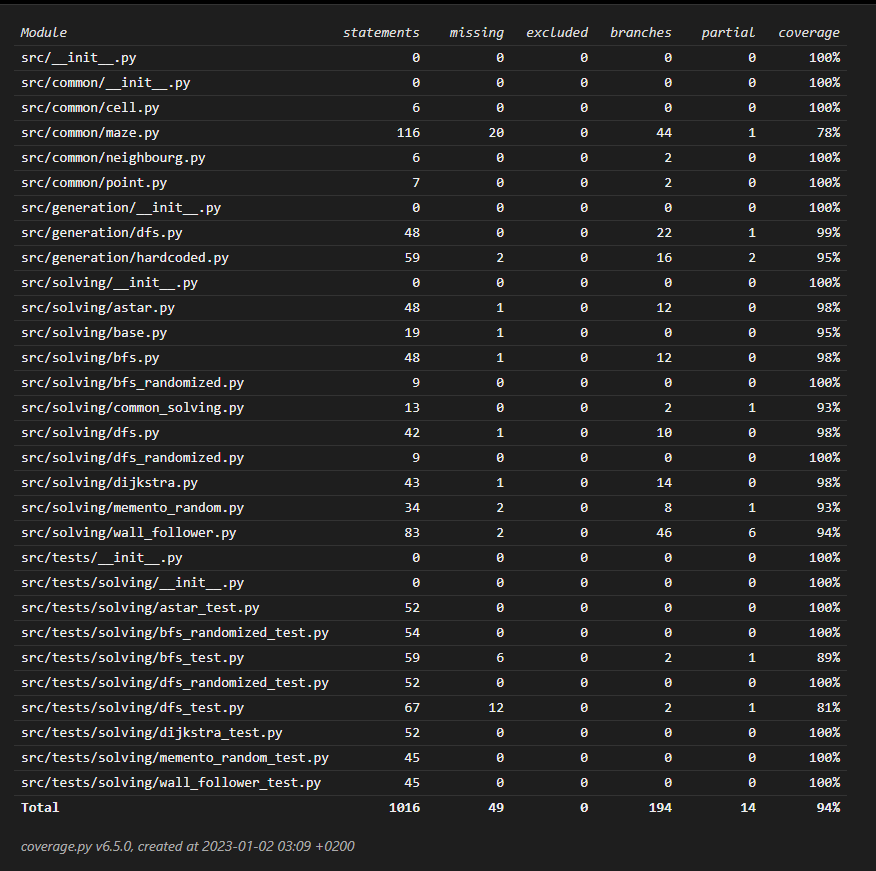 Module statements missing excluded branches partial coverage
src/__init__.py 0 0 0 0 0 100%
src/common/__init__.py 0 0 0 0 0 100%
src/common/cell.py 6 0 0 0 0 100%
src/common/maze.py 116 20 0 44 1 78%
src/common/neighbourg.py 6 0 0 2 0 100%
src/common/point.py 7 0 0 2 0 100%
src/generation/__init__.py 0 0 0 0 0 100%
src/generation/dfs.py 48 0 0 22 1 99%
src/generation/hardcoded.py 59 2 0 16 2 95%
src/solving/__init__.py 0 0 0 0 0 100%
src/solving/astar.py 48 1 0 12 0 98%
src/solving/base.py 19 1 0 0 0 95%
src/solving/bfs.py 48 1 0 12 0 98%
src/solving/bfs_randomized.py 9 0 0 0 0 100%
src/solving/common_solving.py 13 0 0 2 1 93%
src/solving/dfs.py 42 1 0 10 0 98%
src/solving/dfs_randomized.py 9 0 0 0 0 100%
src/solving/dijkstra.py 43 1 0 14 0 98%
src/solving/memento_random.py 34 2 0 8 1 93%
src/solving/wall_follower.py 83 2 0 46 6 94%
src/tests/__init__.py 0 0 0 0 0 100%
src/tests/solving/__init__.py 0 0 0 0 0 100%
src/tests/solving/astar_test.py 52 0 0 0 0 100%
src/tests/solving/bfs_randomized_test.py 54 0 0 0 0 100%
src/tests/solving/bfs_test.py 59 6 0 2 1 89%
src/tests/solving/dfs_randomized_test.py 52 0 0 0 0 100%
src/tests/solving/dfs_test.py 67 12 0 2 1 81%
src/tests/solving/dijkstra_test.py 52 0 0 0 0 100%
src/tests/solving/memento_random_test.py 45 0 0 0 0 100%
src/tests/solving/wall_follower_test.py 45 0 0 0 0 100%
Total 1016 49 0 194 14 94%
coverage.py v6.5.0, created at 2023-01-02 03:09 +0200